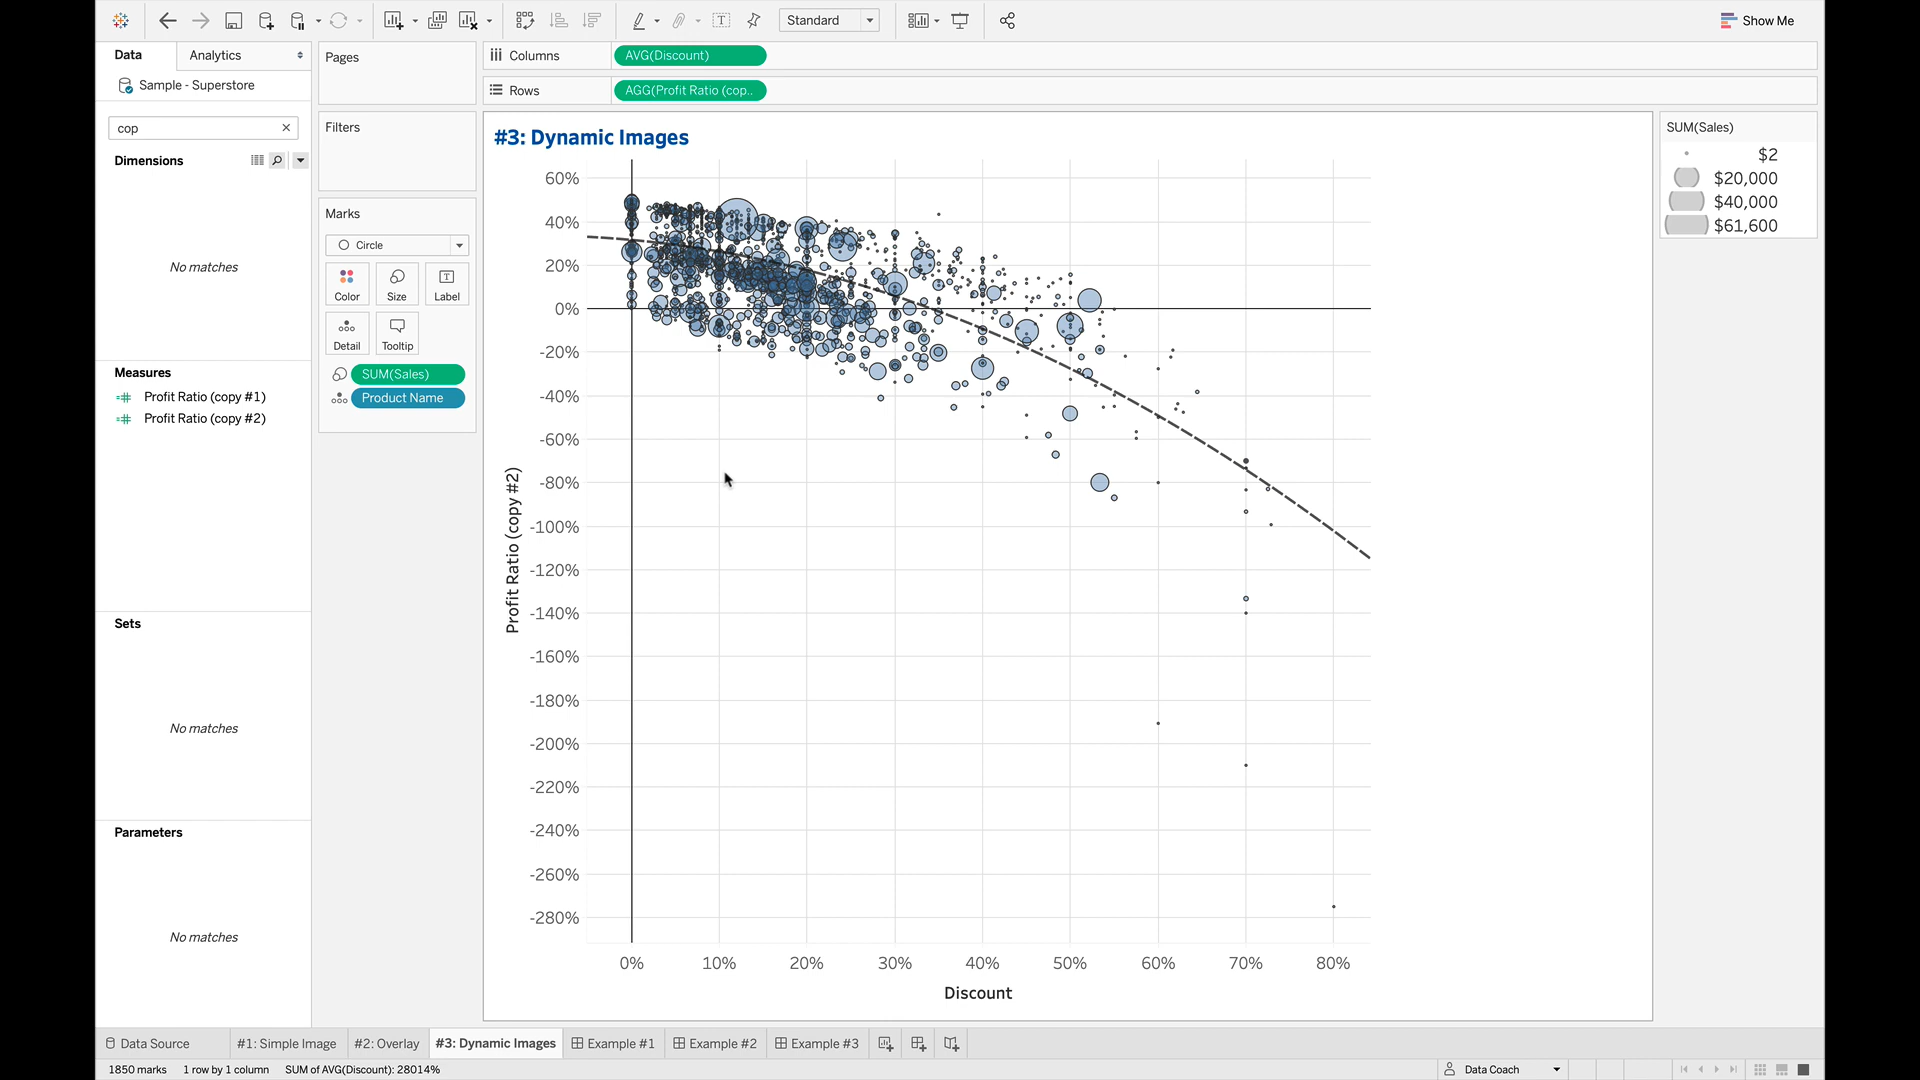 Standard
Show Me
Data
Analytics
Sample - Superstore
cop
Dimensions
No matches
Measures
Profit Ratio (copy #1)
Profit Ratio (copy #2)
Sets
No matches
Parameters
No matches
Pages
Filters
Marks
Circle
Color
Size
Label
Detail
Tooltip
SUM(Sales)
Product Name
Columns
AVG(Discount)
Rows
AGG(Profit Ratio (cop..
#3: Dynamic Images
60%
40%
20%
0%
-20%
-40%
-60%
-80%
-100%
-120%
-140%
-160%
-180%
-200%
-220%
-240%
-260%
-280%
Profit Ratio (copy #2)
0%
10%
20%
30%
40%
50%
60%
70%
80%
Discount
SUM(Sales)
$2
$20,000
$40,000
$61,600
Data Source
#1: Simple Image
#2: Overlay
#3: Dynamic Images
Example #1
Example #2
Example #3
1850 marks
1 row by 1 column
SUM of AVG(Discount): 28014%
Data Coach